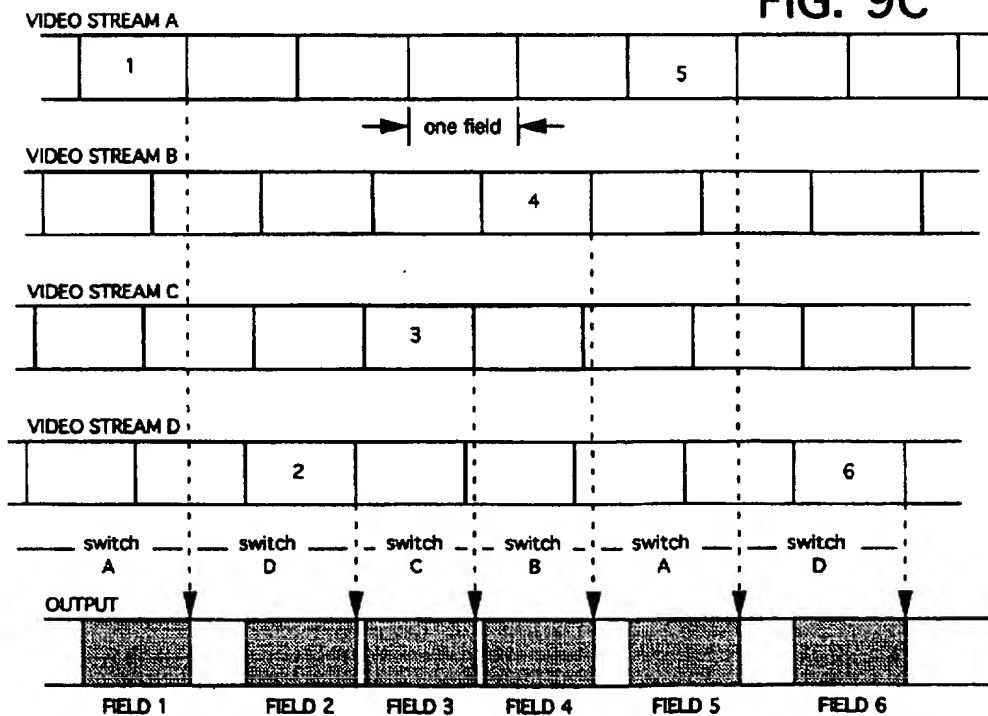 FIG. 9C
VIDEO STREAM A
1
5
one field
VIDEO STREAM B
4
VIDEO STREAM C
3
VIDEO STREAM D
2
6
switch A
switch D
switch C
switch B
switch A
switch D
OUTPUT
FIELD 1
FIELD 2
FIELD 3
FIELD 4
FIELD 5
FIELD 6